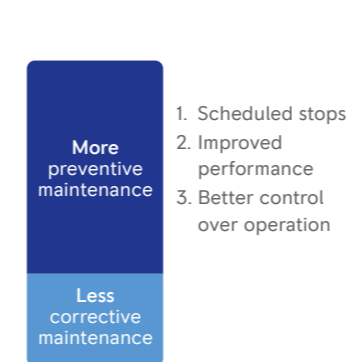 More
preventive
maintenance
1. Scheduled stops
2. Improved
performance
3. Better control
over operation
Less
corrective
maintenance